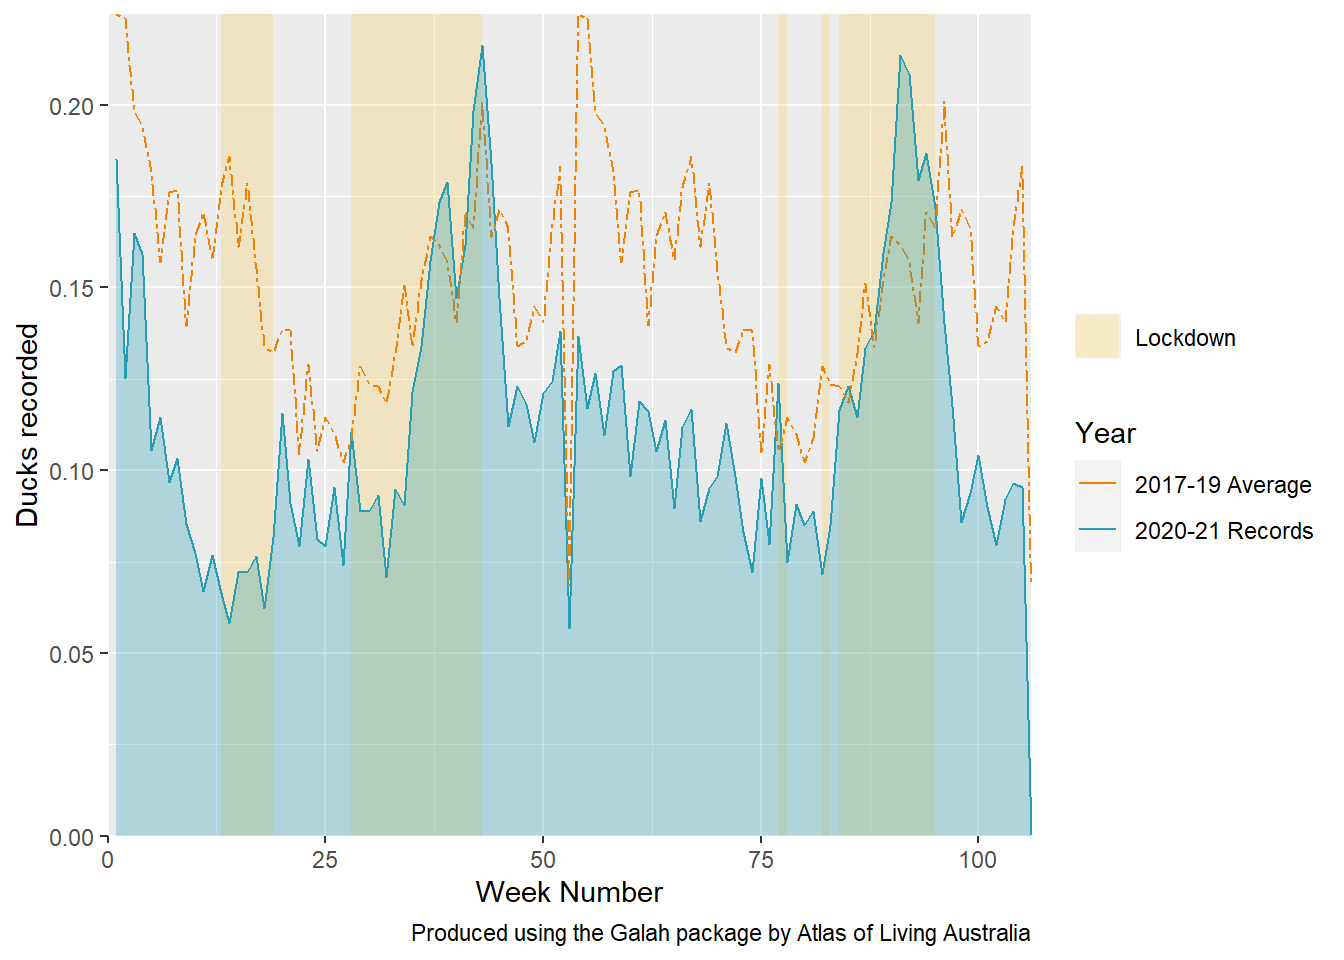 0.20
0.15
0.10
0.05
0.00
Ducks recorded
0
25
50
75
100
Week Number
Lockdown
Year
2017-19 Average
2020-21 Records
Produced using the Galah package by Atlas of Living Australia